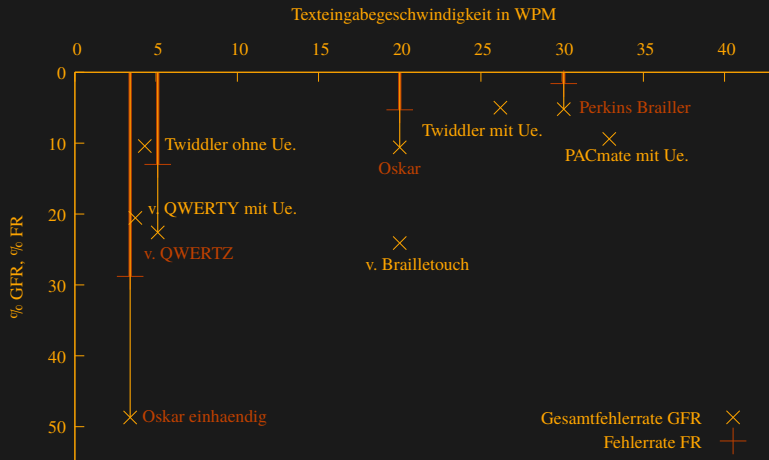 Texteingabegeschwindigkeit in WPM
0 5 10 15 20 25 30 35 40
0
Perkins Brailler
Twiddler mit Ue.
10
Twiddler ohne Ue.
PACmate mit Ue.
Oskar
20
v. QWERTY mit Ue.
v. QWERTZ
v. Brailletouch
% GFR, % FR
30
40
50
Oskar einhaendig
Gesamtfehlerrate GFR
Fehlerrate FR